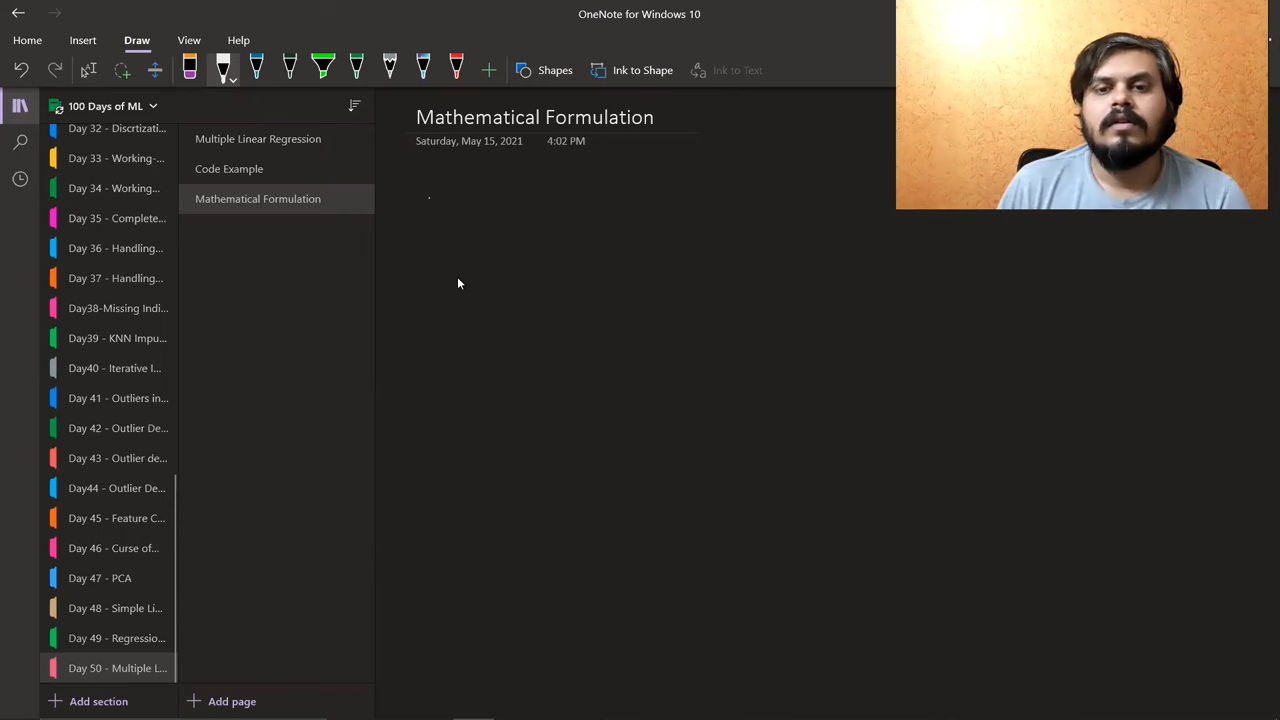 OneNote for Windows 10
Home
Insert
Draw
View
Help
Shapes
Ink to Shape
Ink to Text
100 Days of ML
Day 32 - Discrtizati...
Day 33 - Working-...
Day 34 - Working...
Day 35 - Complete...
Day 36 - Handling...
Day 37 - Handling...
Day38-Missing Indi...
Day39 - KNN Impu...
Day40 - Iterative I...
Day 41 - Outliers in...
Day 42 - Outlier De...
Day 43 - Outlier de...
Day44 - Outlier De...
Day 45 - Feature C...
Day 46 - Curse of...
Day 47 - PCA
Day 48 - Simple Li...
Day 49 - Regressio...
Day 50 - Multiple L...
Add section
Multiple Linear Regression
Code Example
Mathematical Formulation
Add page
Mathematical Formulation
Saturday, May 15, 2021 4:02 PM